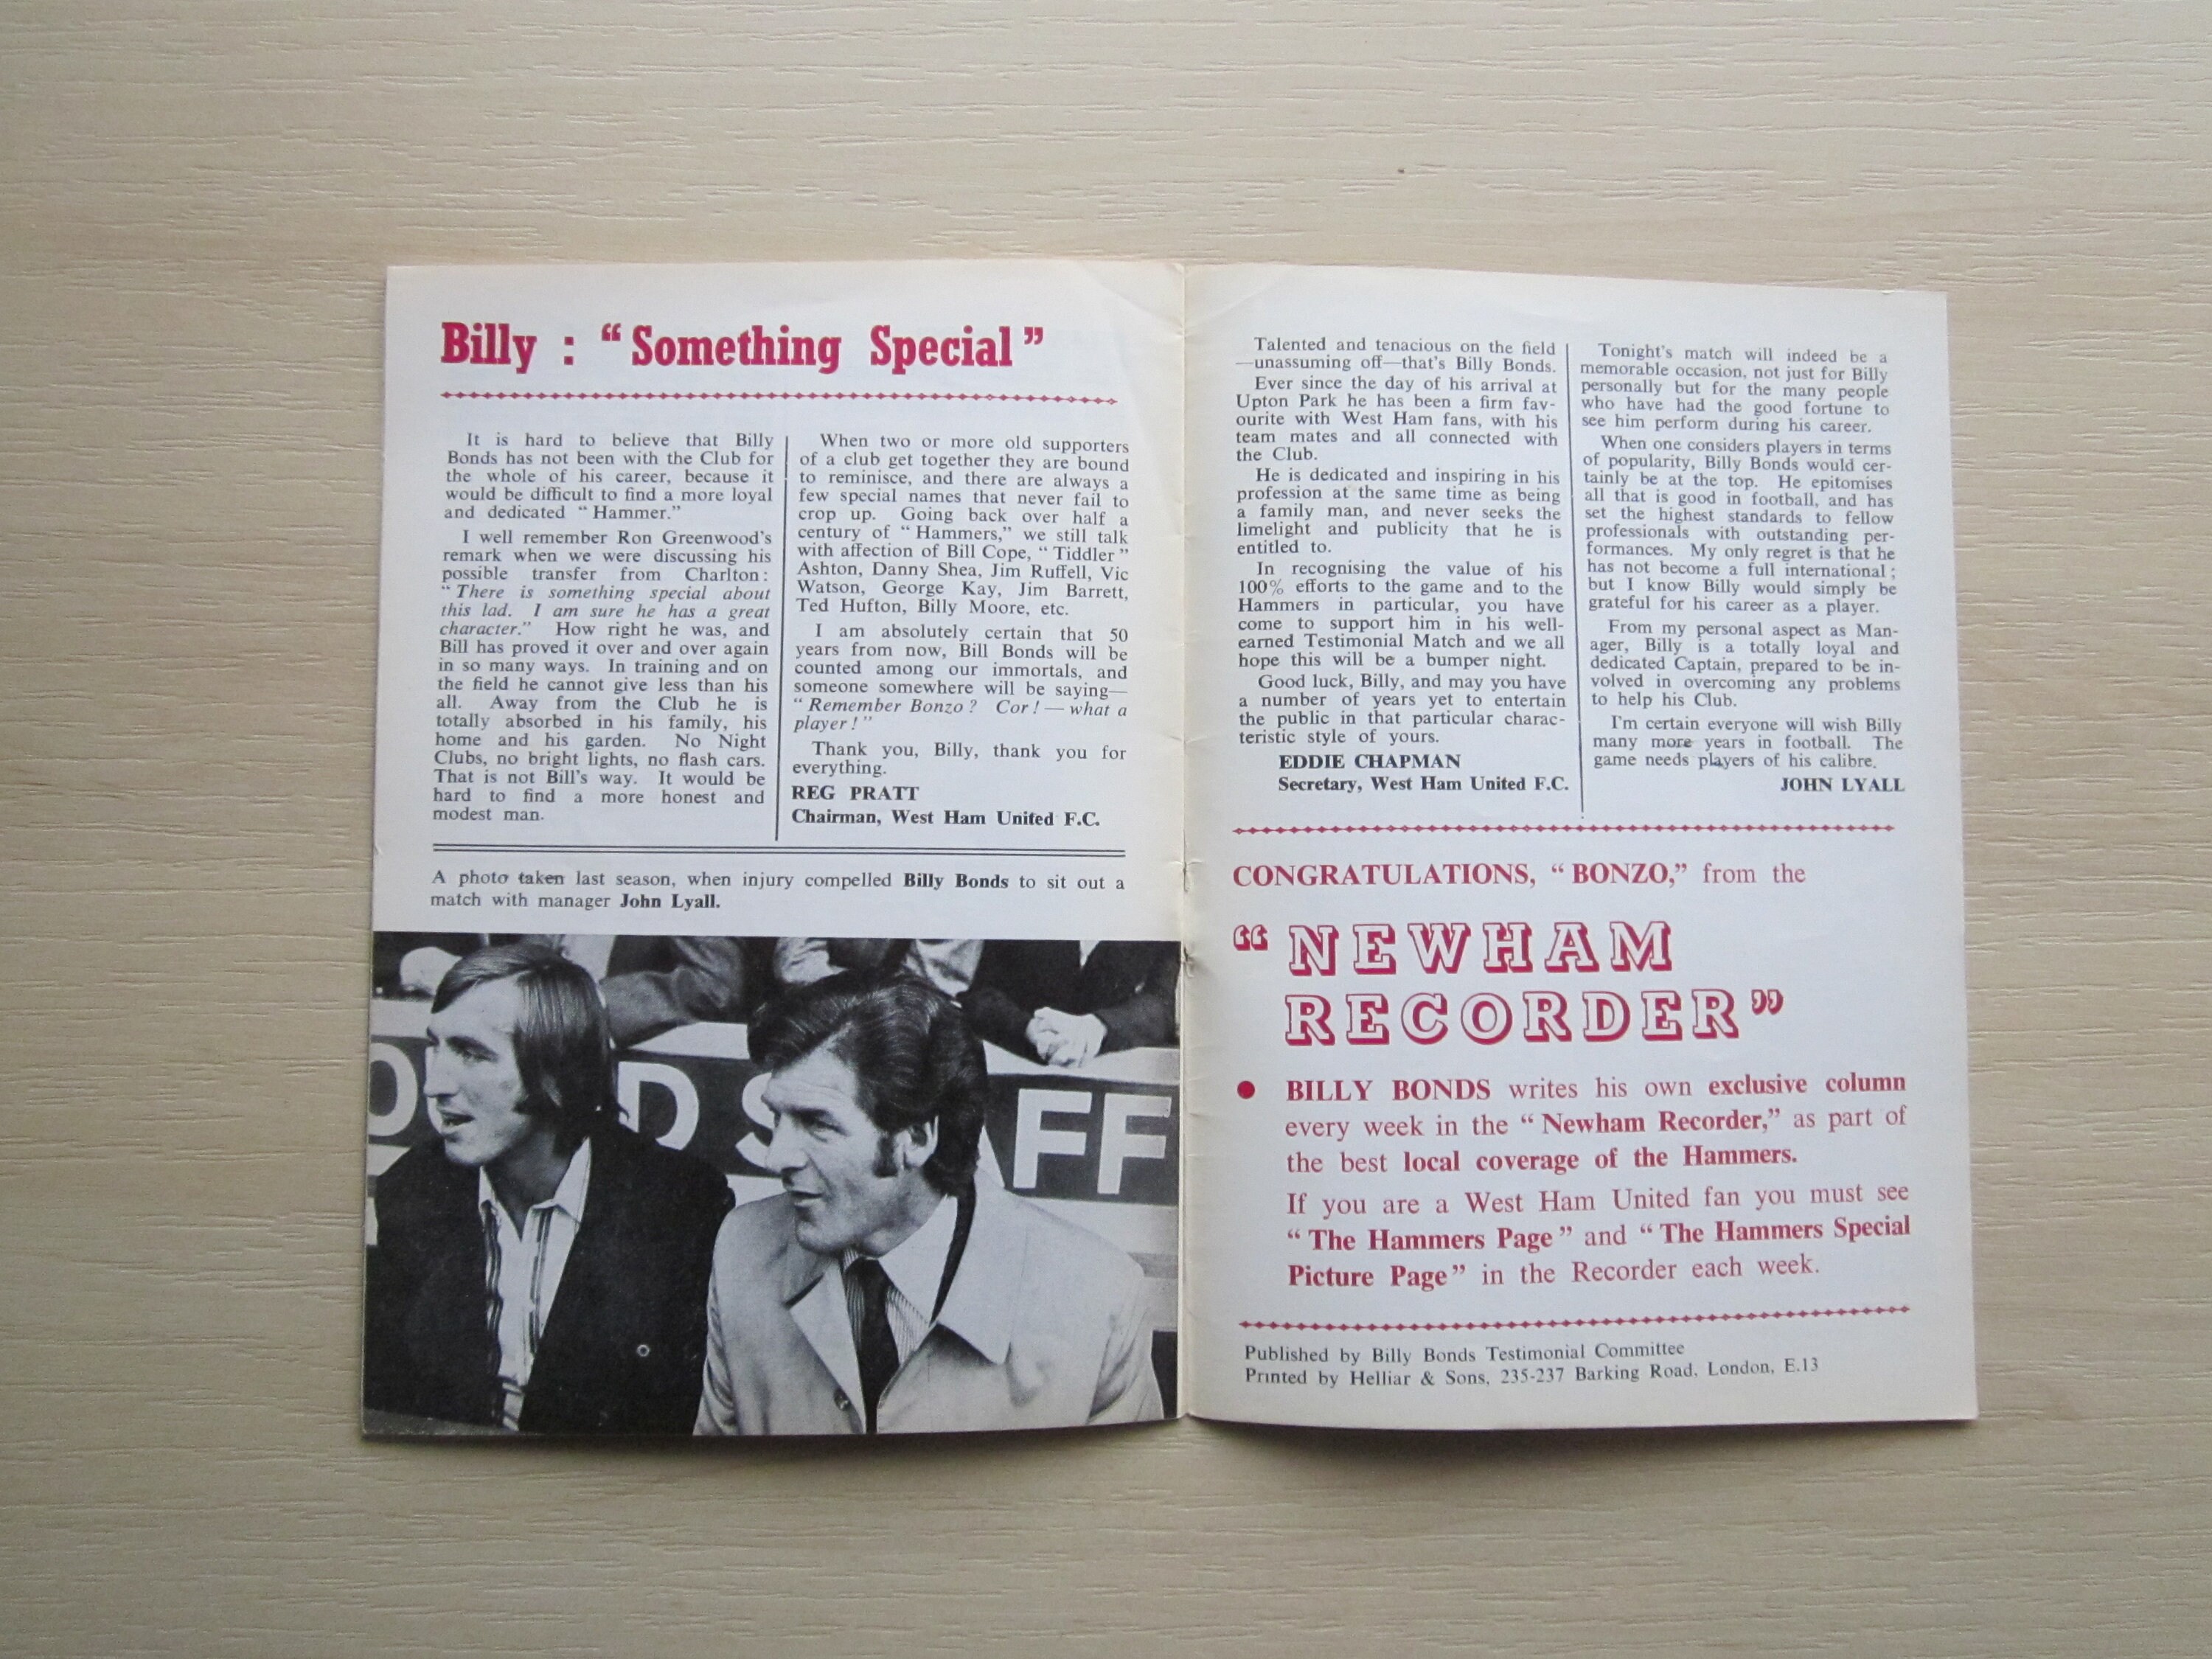 Billy : “Something Special”
It is hard to believe that Billy
Bonds has not been with the Club for
the whole of his career, because it
would be difficult to find a more loyal
and dedicated “Hammer.”
I well remember Ron Greenwood's
remark when we were discussing his
possible transfer from Charlton :
“There is something special about
this lad. I am sure he has a great
character.” How right he was, and
Bill has proved it over and over again
in so many ways. In training and on
the field he cannot give less than his
all. Away from the Club he is
totally absorbed in his family, his
home and his garden. No Night
Clubs, no bright lights, no flash cars.
That is not Bill's way. It would be
hard to find a more honest and
modest man.
When two or more old supporters
of a club get together they are bound
to reminisce, and there are always a
few special names that never fail to
crop up. Going back over half a
century of “Hammers,” we still talk
with affection of Bill Cope, “Tiddler”
Ashton, Danny Shea, Jim Ruffell, Vic
Watson, George Kay, Jim Barrett,
Ted Hufton, Billy Moore, etc.
I am absolutely certain that 50
years from now, Bill Bonds will be
counted among our immortals, and
someone somewhere will be saying—
“Remember Bonzo ? Cor ! — what a
player !”
Thank you, Billy, thank you for
everything.
REG PRATT
Chairman, West Ham United F.C.
A photo taken last season, when injury compelled Billy Bonds to sit out a
match with manager John Lyall.
D S AFF
Talented and tenacious on the field
—unassuming off—that's Billy Bonds.
Ever since the day of his arrival at
Upton Park he has been a firm fav-
ourite with West Ham fans, with his
team mates and all connected with
the Club.
He is dedicated and inspiring in his
profession at the same time as being
a family man, and never seeks the
limelight and publicity that he is
entitled to.
In recognising the value of his
100% efforts to the game and to the
Hammers in particular, you have
come to support him in his well-
earned Testimonial Match and we all
hope this will be a bumper night.
Good luck, Billy, and may you have
a number of years yet to entertain
the public in that particular charac-
teristic style of yours.
EDDIE CHAPMAN
Secretary, West Ham United F.C.
Tonight's match will indeed be a
memorable occasion, not just for Billy
personally but for the many people
who have had the good fortune to
see him perform during his career.
When one considers players in terms
of popularity, Billy Bonds would cer-
tainly be at the top. He epitomises
all that is good in football, and has
set the highest standards to fellow
professionals with outstanding per-
formances. My only regret is that he
has not become a full international ;
but I know Billy would simply be
grateful for his career as a player.
From my personal aspect as Man-
ager, Billy is a totally loyal and
dedicated Captain, prepared to be in-
volved in overcoming any problems
to help his Club.
I'm certain everyone will wish Billy
many more years in football. The
game needs players of his calibre.
JOHN LYALL
CONGRATULATIONS, “BONZO,” from the
“NEWHAM
RECORDER”
● BILLY BONDS writes his own exclusive column
every week in the “Newham Recorder,” as part of
the best local coverage of the Hammers.
If you are a West Ham United fan you must see
“The Hammers Page” and “The Hammers Special
Picture Page” in the Recorder each week.
Published by Billy Bonds Testimonial Committee
Printed by Helliar & Sons, 235-237 Barking Road, London, E.13